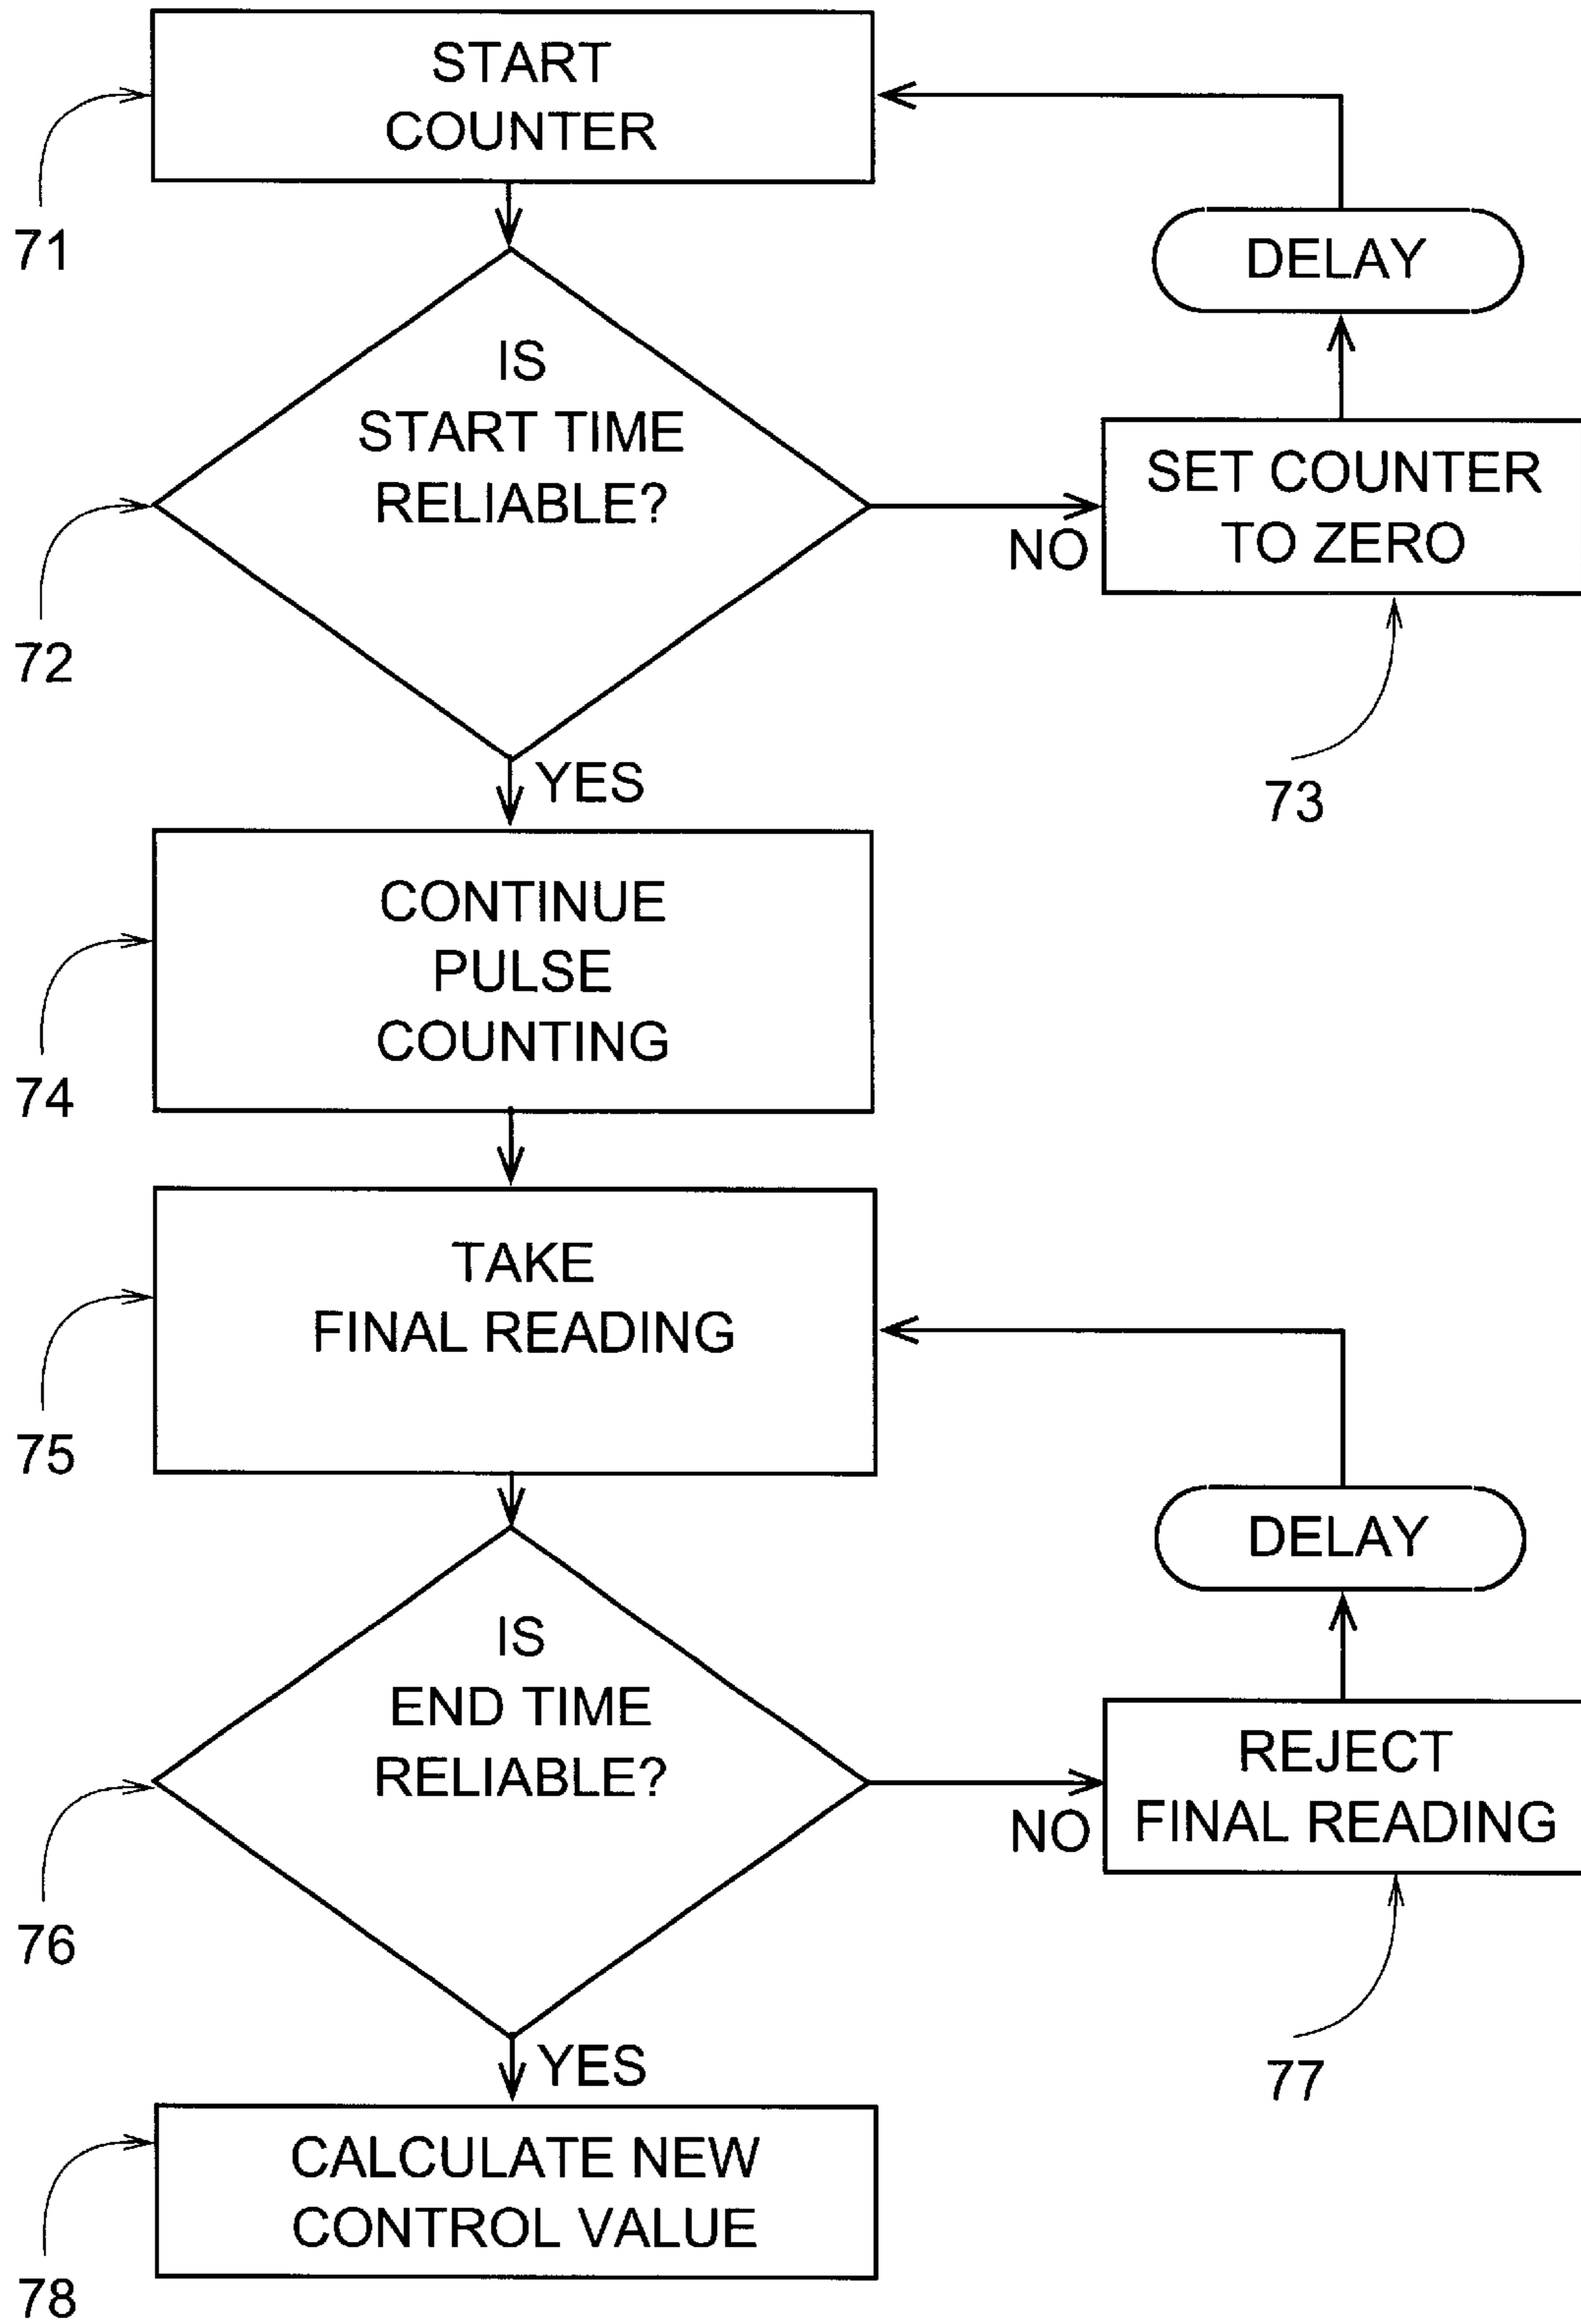 START
COUNTER
71
DELAY
IS
START TIME
RELIABLE?
NO
SET COUNTER
TO ZERO
72
73
YES
CONTINUE
PULSE
COUNTING
74
TAKE
FINAL READING
75
DELAY
IS
END TIME
RELIABLE?
NO
REJECT
FINAL READING
76
77
YES
CALCULATE NEW
CONTROL VALUE
78